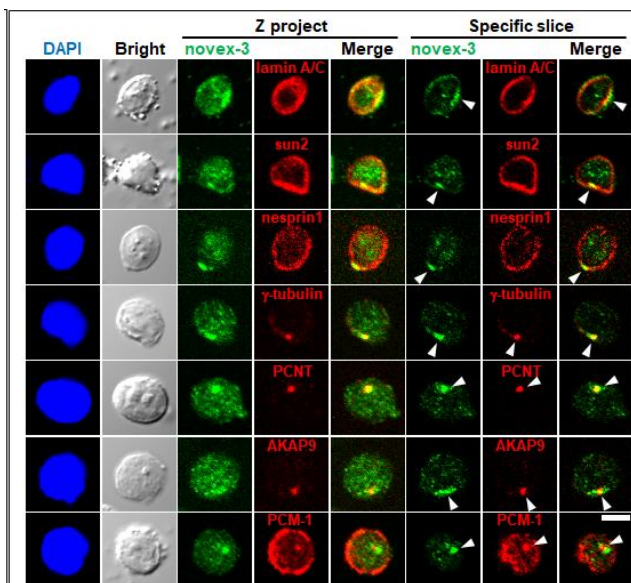 Z project Specific slice
DAPI Bright novex-3 Merge novex-3 Merge
lamin A/C lamin A/C
sun2 sun2
nesprin1 nesprin1
γ-tubulin γ-tubulin
PCNT PCNT
AKAP9 AKAP9
PCM-1 PCM-1